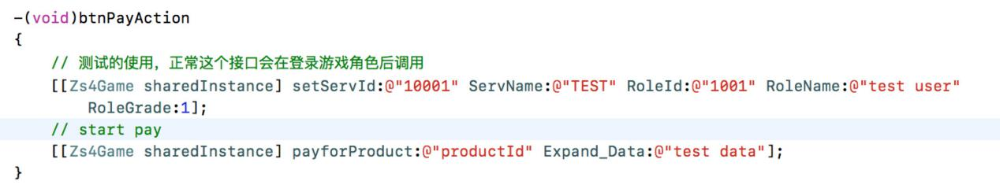 -(void)btnPayAction
{
// 测试的使用，正常这个接口会在登录游戏角色后调用
[[Zs4Game sharedInstance] setServId:@"10001" ServName:@"TEST" RoleId:@"1001" RoleName:@"test user"
RoleGrade:1];
// start pay
[[Zs4Game sharedInstance] payforProduct:@"productId" Expand_Data:@"test data"];
}